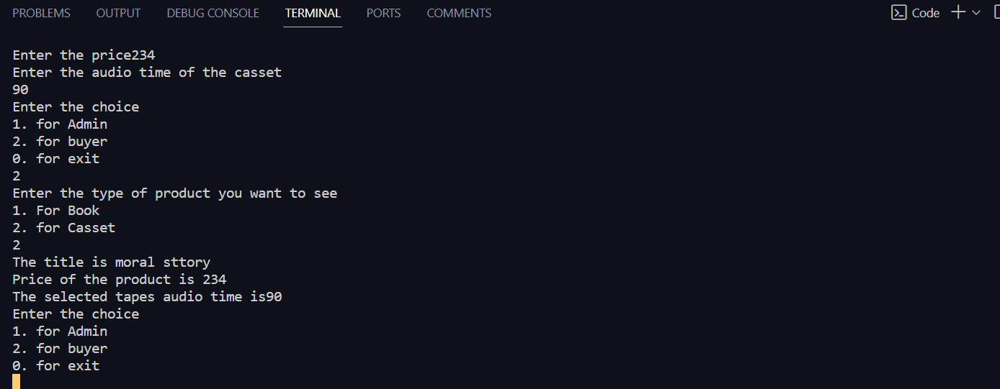 PROBLEMS OUTPUT DEBUG CONSOLE TERMINAL PORTS COMMENTS Code
Enter the price234
Enter the audio time of the casset
90
Enter the choice
1. for Admin
2. for buyer
0. for exit
2
Enter the type of product you want to see
1. For Book
2. for Casset
2
The title is moral sttory
Price of the product is 234
The selected tapes audio time is90
Enter the choice
1. for Admin
2. for buyer
0. for exit